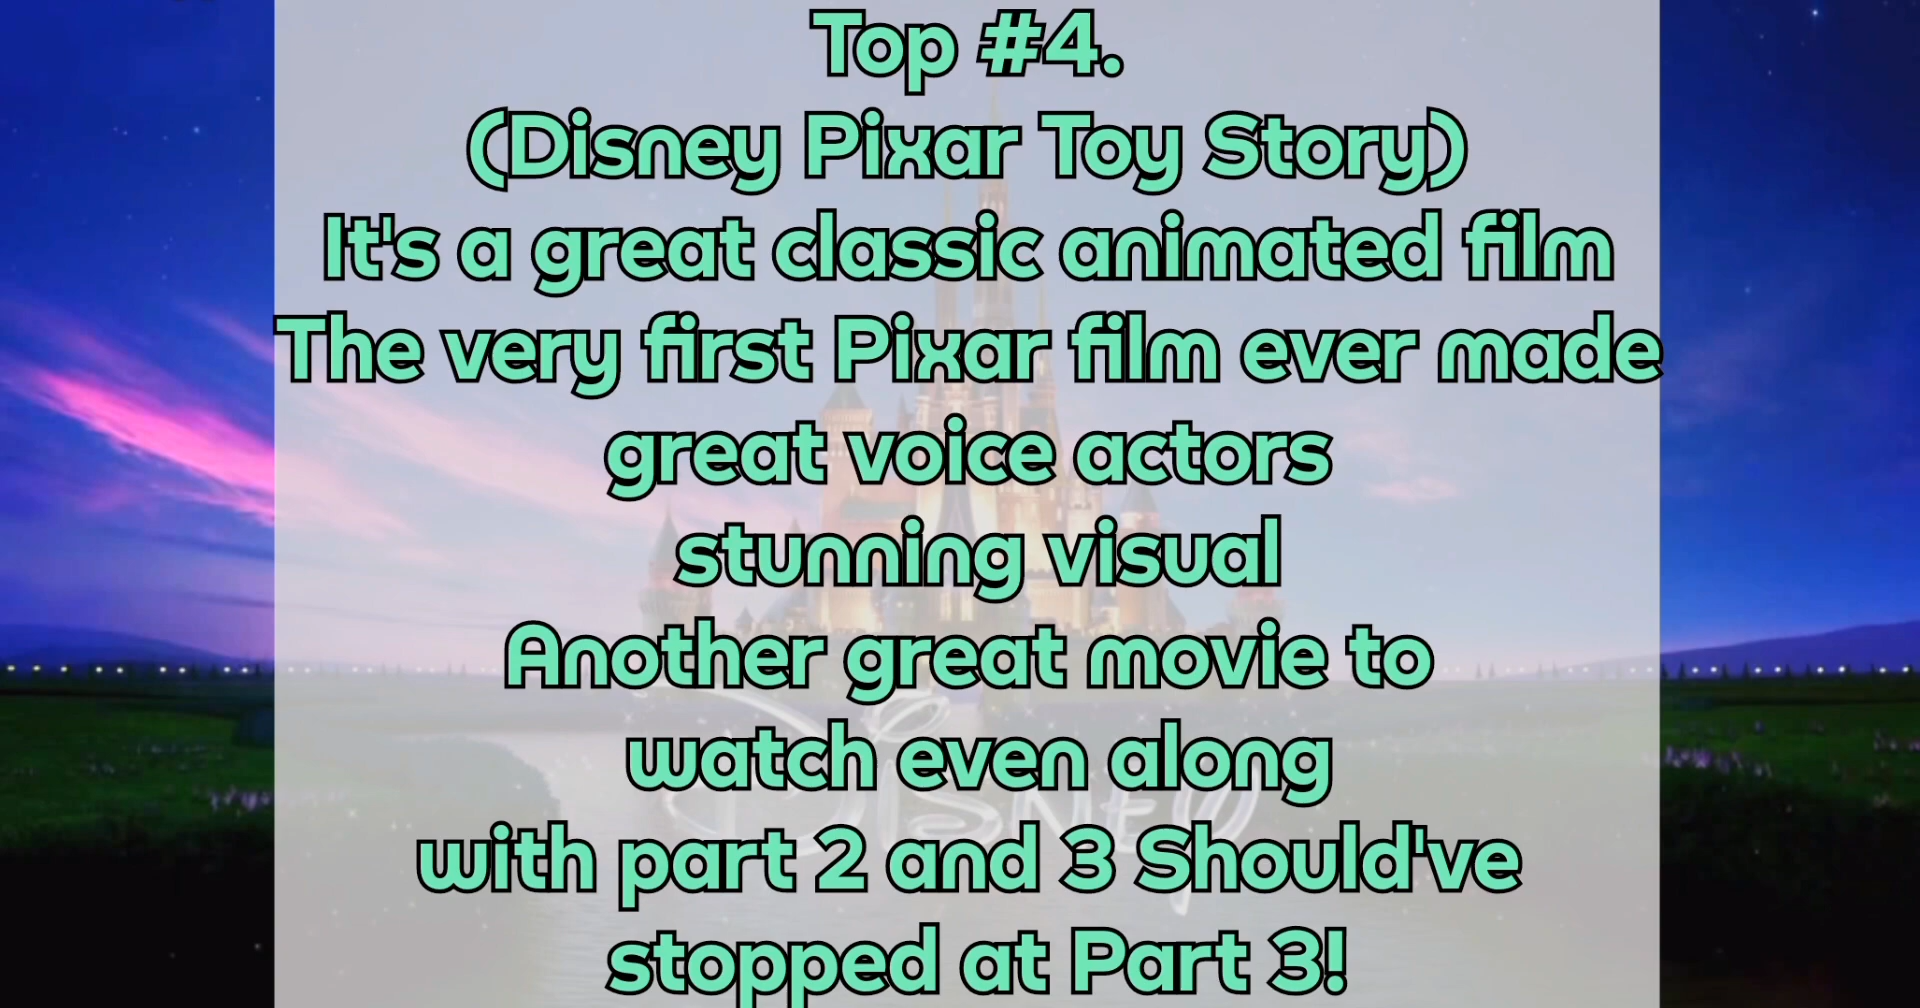 Top #4.
(Disney Pixar Toy Story)
It's a great classic animated film
The very first Pixar film ever made
great voice actors
stunning visual
Another great movie to
watch even along
with part 2 and 3 Should've
stopped at Part 3!
Disney